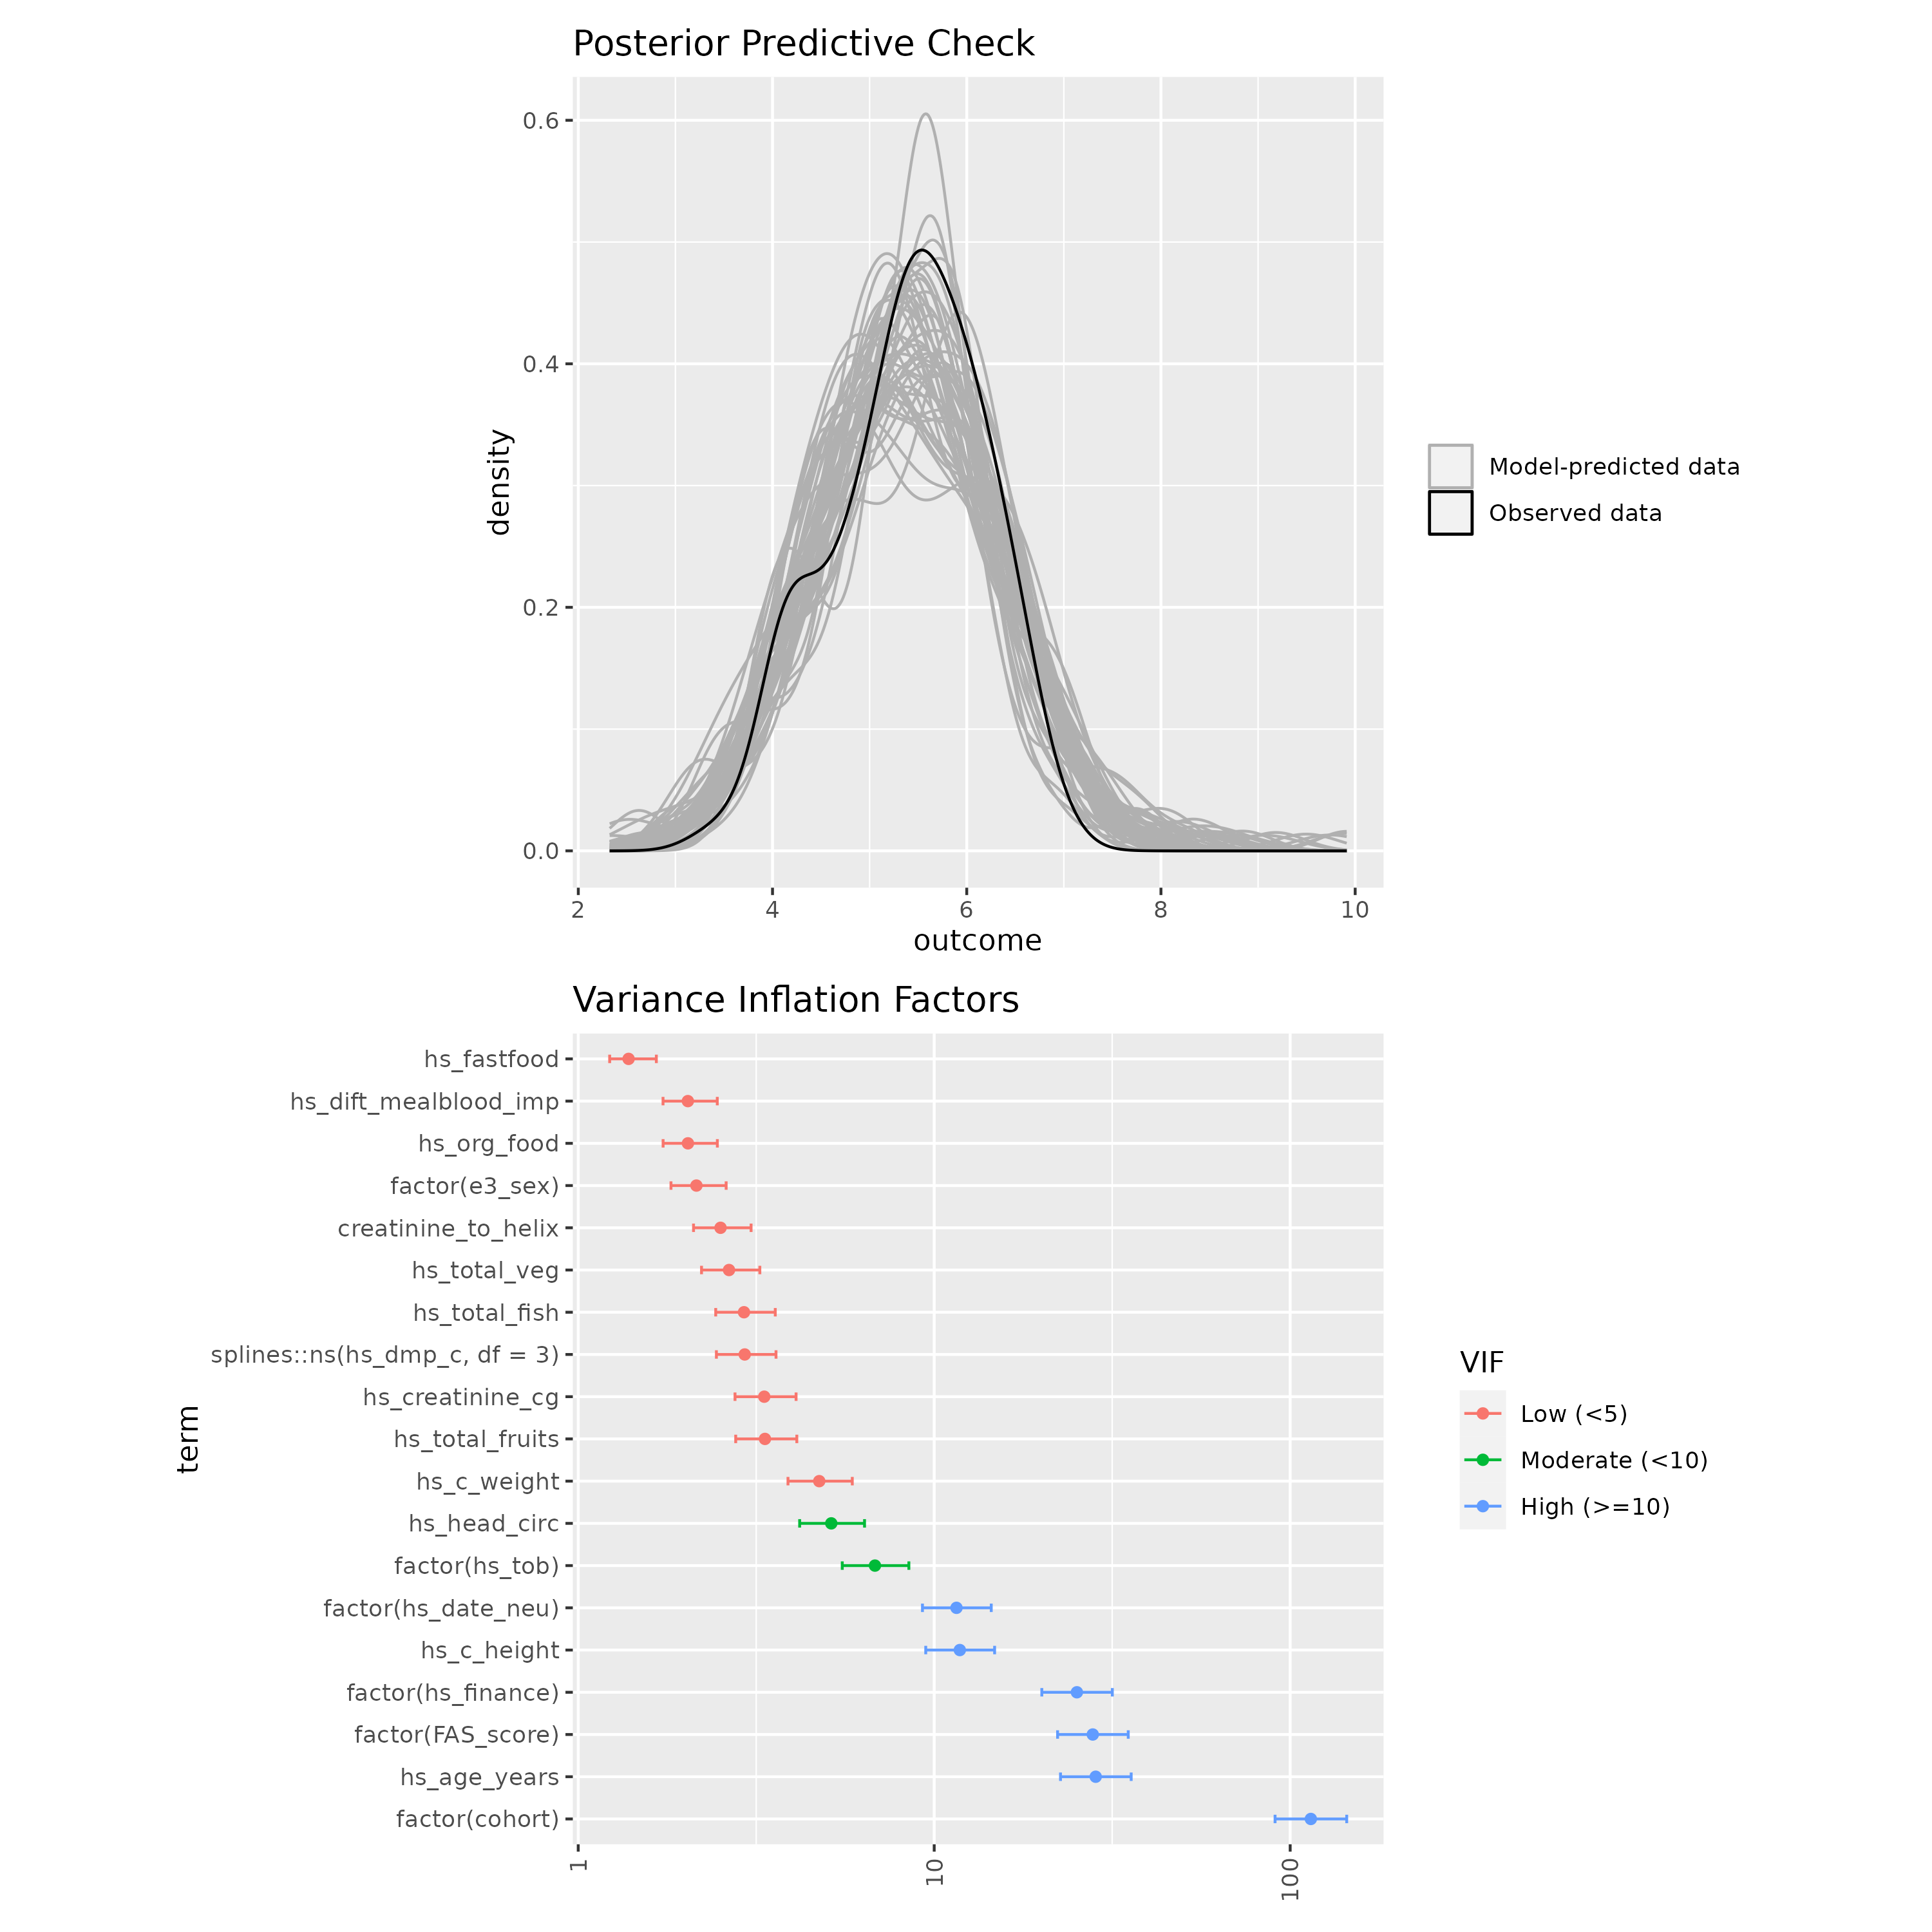 Posterior Predictive Check
0.6
0.4
0.2
0.0
density
2 4 6 8 10
outcome
Model-predicted data
Observed data
Variance Inflation Factors
hs_fastfood
hs_dift_mealblood_imp
hs_org_food
factor(e3_sex)
creatinine_to_helix
hs_total_veg
hs_total_fish
splines::ns(hs_dmp_c, df = 3)
hs_creatinine_cg
hs_total_fruits
hs_c_weight
hs_head_circ
factor(hs_tob)
factor(hs_date_neu)
hs_c_height
factor(hs_finance)
factor(FAS_score)
hs_age_years
factor(cohort)
term
1 10 100
VIF
Low (<5)
Moderate (<10)
High (>=10)